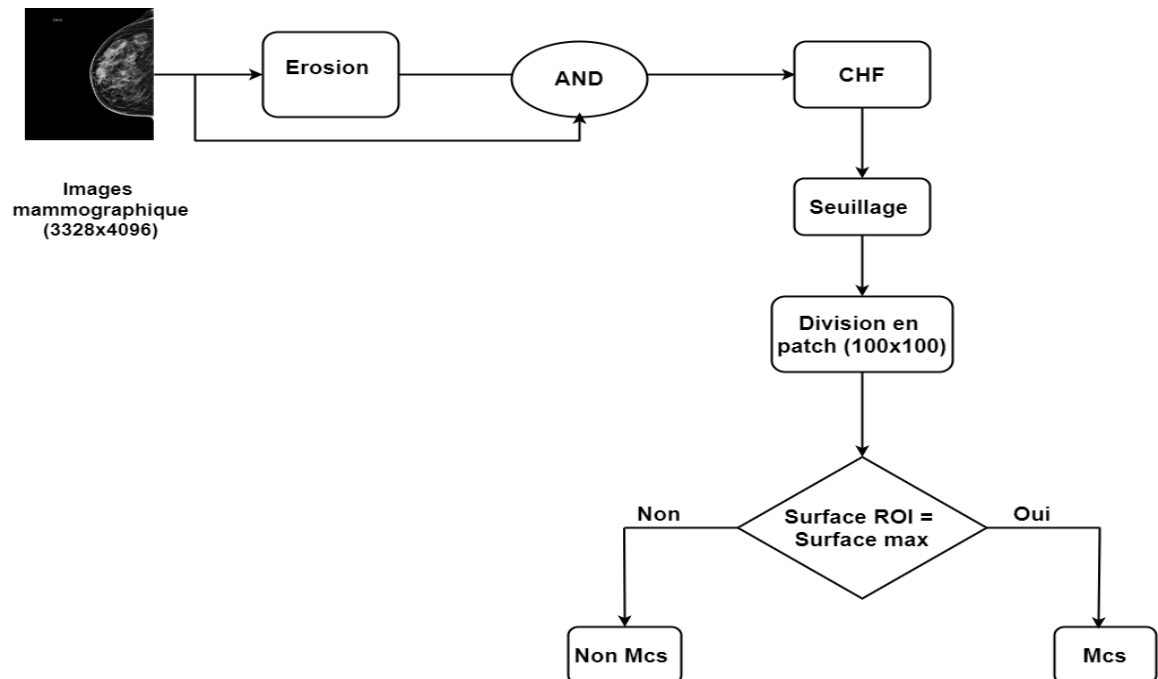 Erosion
AND
CHF
Images
mammographique
(3328x4096)
Seuillage
Division en
patch (100x100)
Non
Surface ROI =
Surface max
Oui
Non Mcs
Mcs